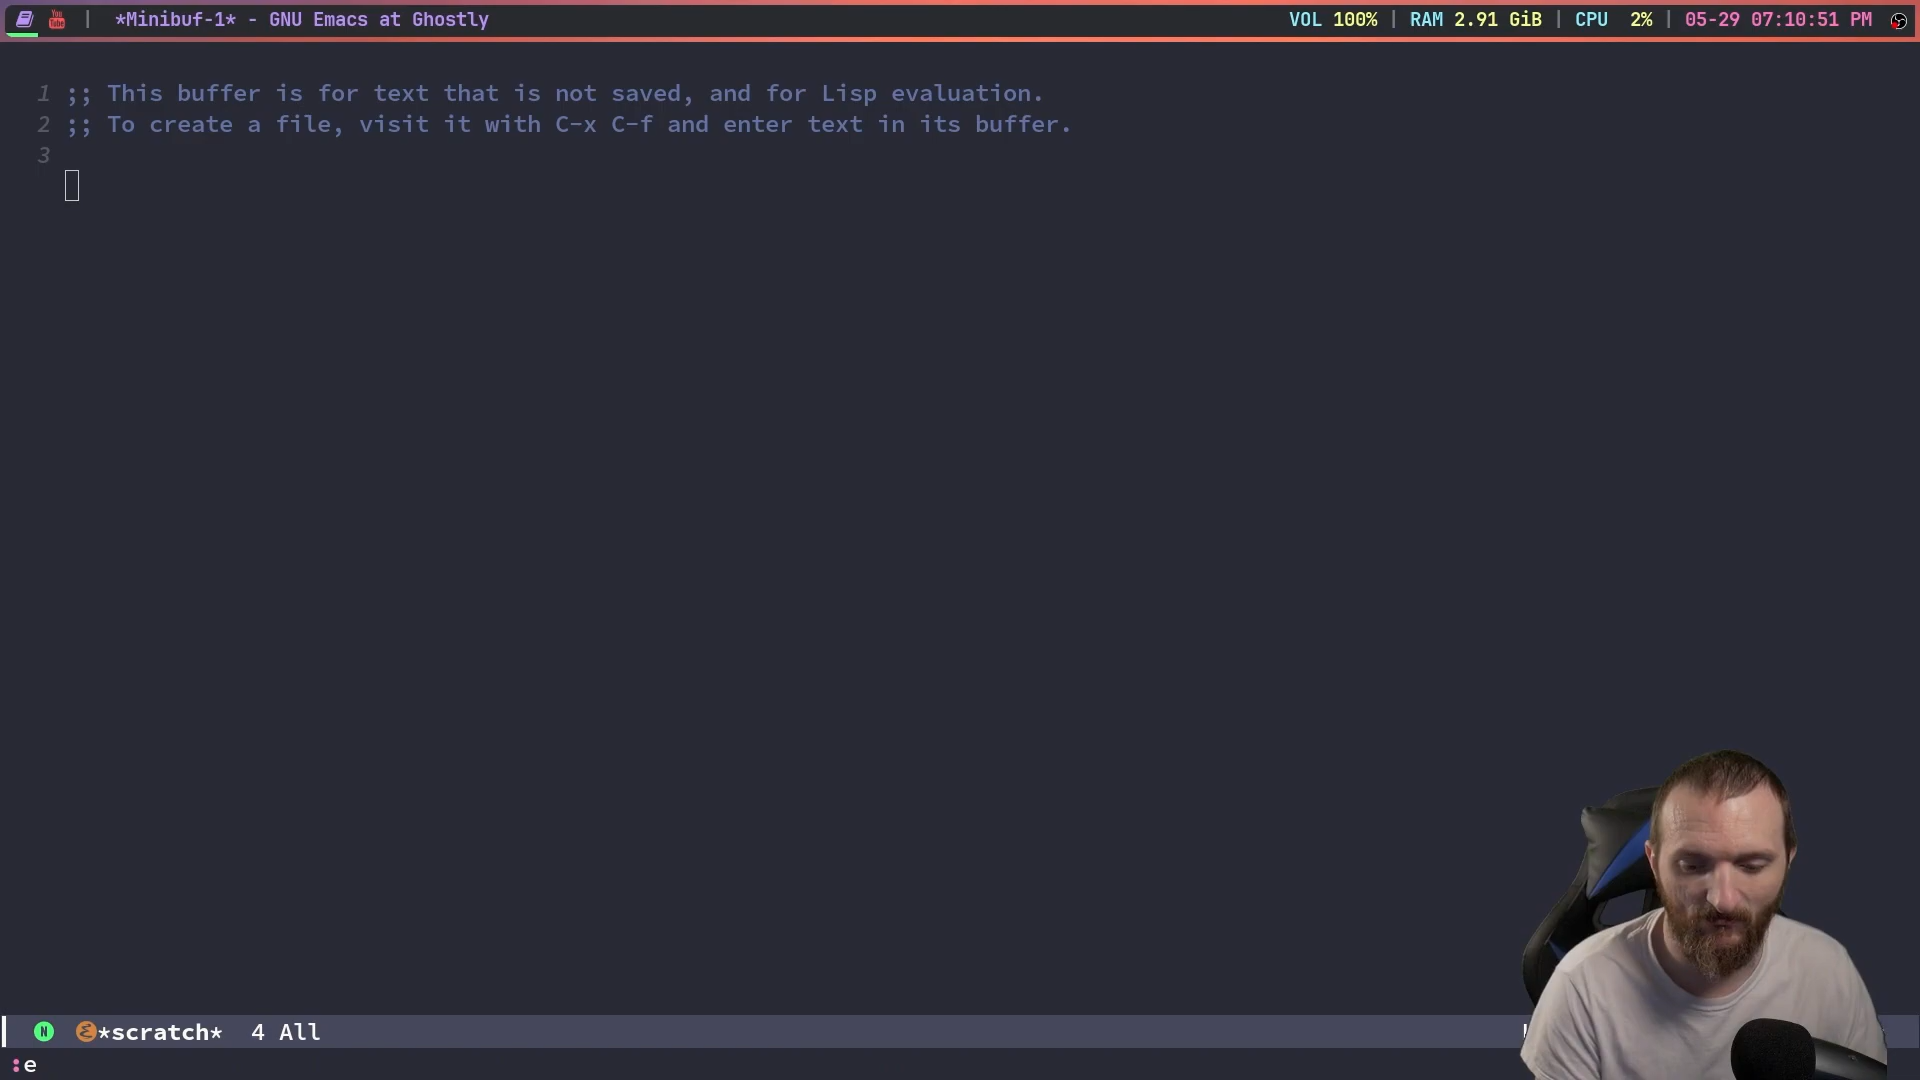 You Tube | *Minibuf-1* - GNU Emacs at Ghostly VOL 100% | RAM 2.91 GiB | CPU 2% | 05-29 07:10:51 PM
1 ;; This buffer is for text that is not saved, and for Lisp evaluation.
2 ;; To create a file, visit it with C-x C-f and enter text in its buffer.
3
N *scratch* 4 All
:e